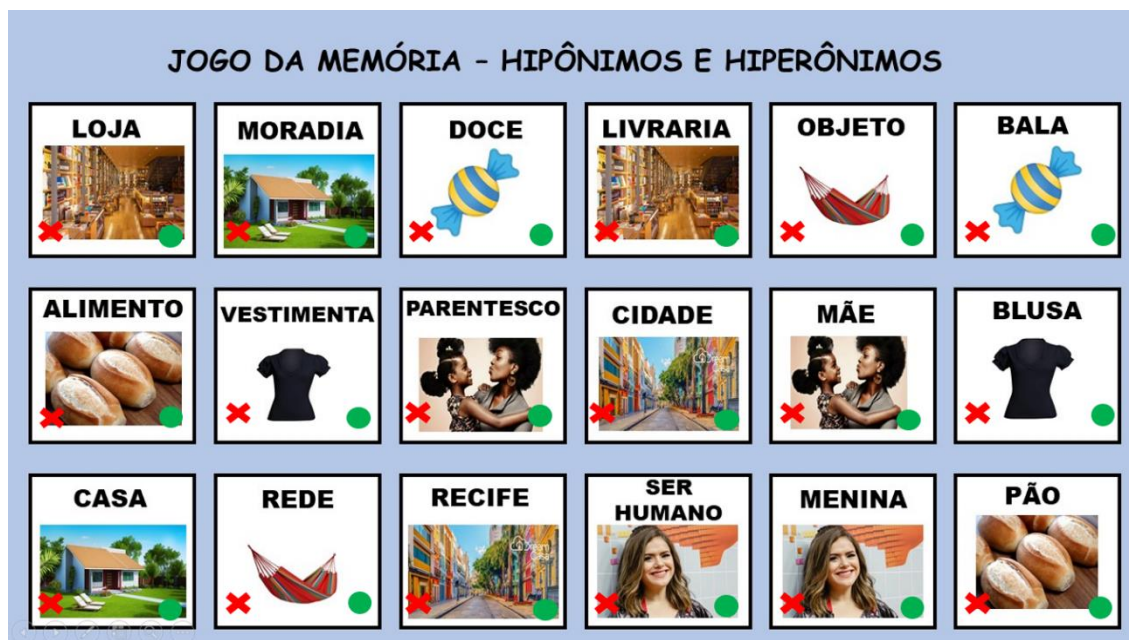 JOGO DA MEMÓRIA - HIPÔNIMOS E HIPERÔNIMOS
LOJA
MORADIA
DOCE
LIVRARIA
OBJETO
BALA
ALIMENTO
VESTIMENTA
PARENTESCO
CIDADE
MÃE
BLUSA
CASA
REDE
RECIFE
SER
HUMANO
MENINA
PÃO